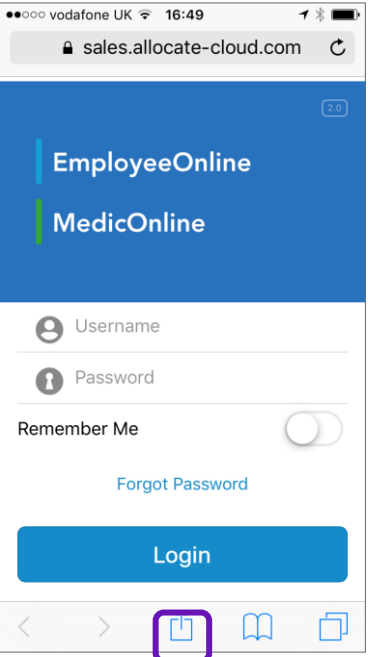 vodafone UK 16:49
sales.allocate-cloud.com
2.0
EmployeeOnline
MedicOnline
Username
Password
Remember Me
Forgot Password
Login